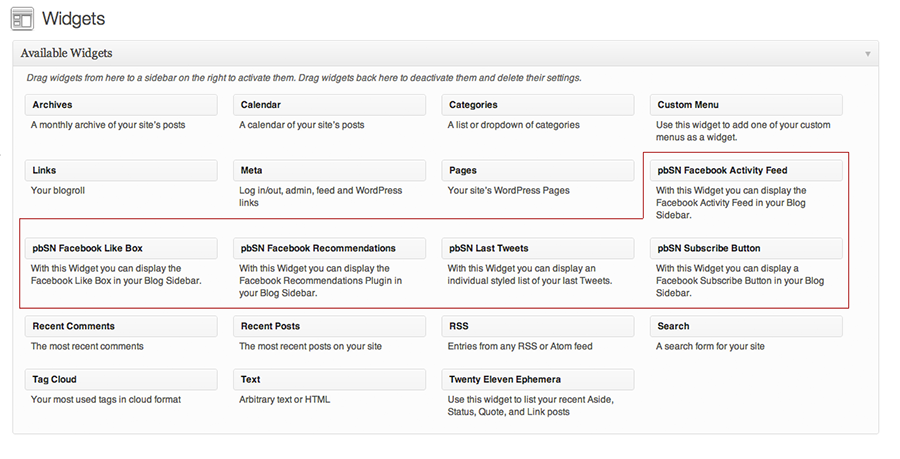 Widgets
Available Widgets
Drag widgets from here to a sidebar on the right to activate them. Drag widgets back here to deactivate them and delete their settings.
Archives
A monthly archive of your site's posts
Calendar
A calendar of your site's posts
Categories
A list or dropdown of categories
Custom Menu
Use this widget to add one of your custom
menus as a widget.
Links
Your blogroll
Meta
Log in/out, admin, feed and WordPress
links
Pages
Your site's WordPress Pages
pbSN Facebook Activity Feed
With this Widget you can display the
Facebook Activity Feed in your Blog
Sidebar.
pbSN Facebook Like Box
With this Widget you can display the
Facebook Like Box in your Blog Sidebar.
pbSN Facebook Recommendations
With this Widget you can display the
Facebook Recommendations Plugin in
your Blog Sidebar.
pbSN Last Tweets
With this Widget you can display an
individual styled list of your last Tweets.
pbSN Subscribe Button
With this Widget you can display a
Facebook Subscribe Button in your Blog
Sidebar.
Recent Comments
The most recent comments
Recent Posts
The most recent posts on your site
RSS
Entries from any RSS or Atom feed
Search
A search form for your site
Tag Cloud
Your most used tags in cloud format
Text
Arbitrary text or HTML
Twenty Eleven Ephemera
Use this widget to list your recent Aside,
Status, Quote, and Link posts